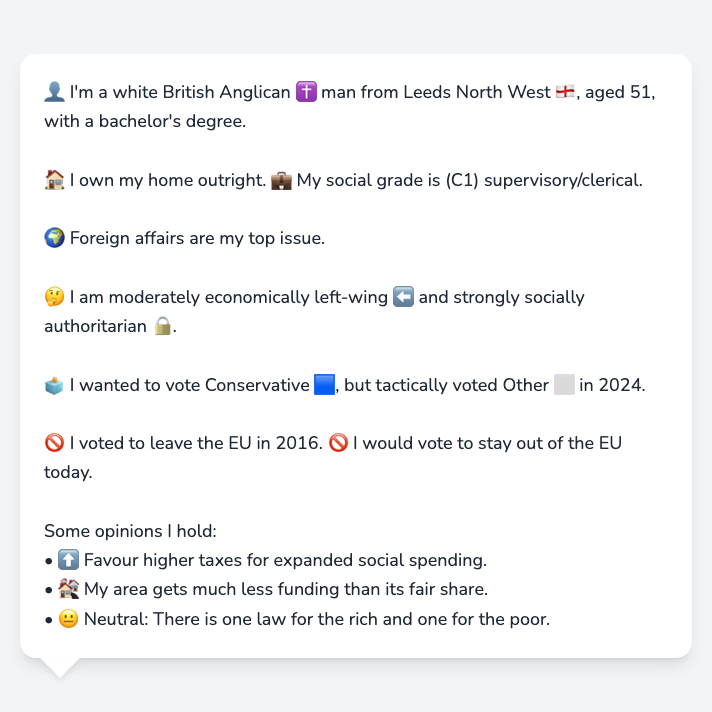 👤 I'm a white British Anglican ✝️ man from Leeds North West 🏴󠁧󠁢󠁥󠁮󠁧󠁿, aged 51,
with a bachelor's degree.
🏠 I own my home outright. 💼 My social grade is (C1) supervisory/clerical.
🌍 Foreign affairs are my top issue.
🤔 I am moderately economically left-wing ⬅️ and strongly socially
authoritarian 🔒.
🗳️ I wanted to vote Conservative 🟦, but tactically voted Other ⬜ in 2024.
🚫 I voted to leave the EU in 2016. 🚫 I would vote to stay out of the EU
today.
Some opinions I hold:
• ⬆️ Favour higher taxes for expanded social spending.
• 🏘️ My area gets much less funding than its fair share.
• 😐 Neutral: There is one law for the rich and one for the poor.